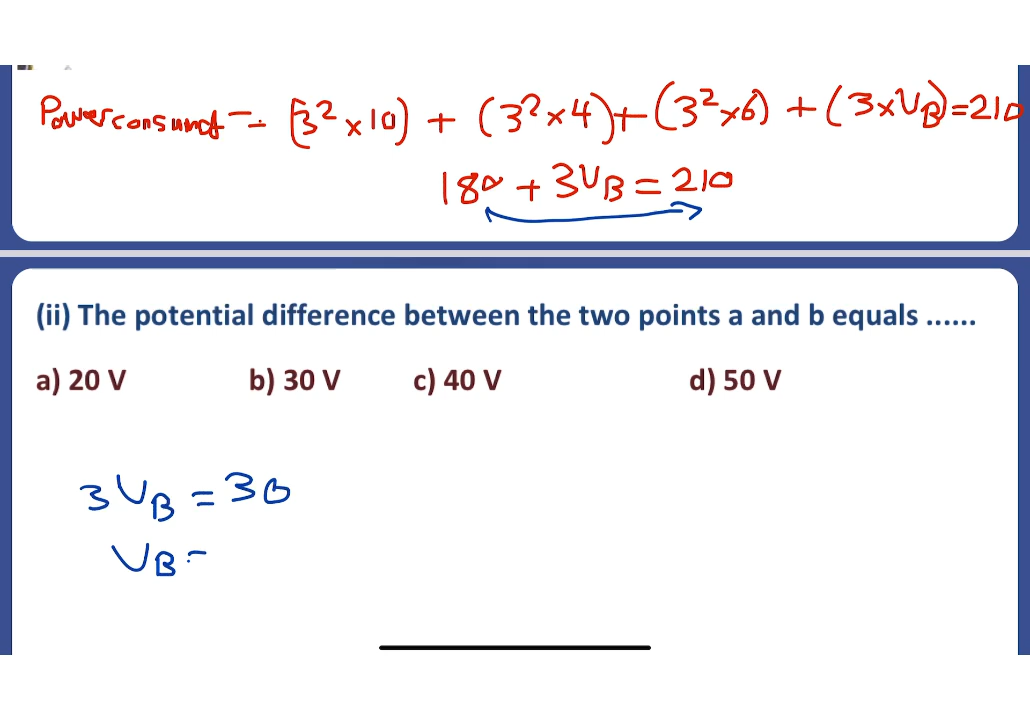 Power consumed = (3² × 10) + (3² × 4) + (3² × 6) + (3 × VB) = 210
180 + 3VB = 210
(ii) The potential difference between the two points a and b equals ......
a) 20 V b) 30 V c) 40 V d) 50 V
3VB = 30
VB =